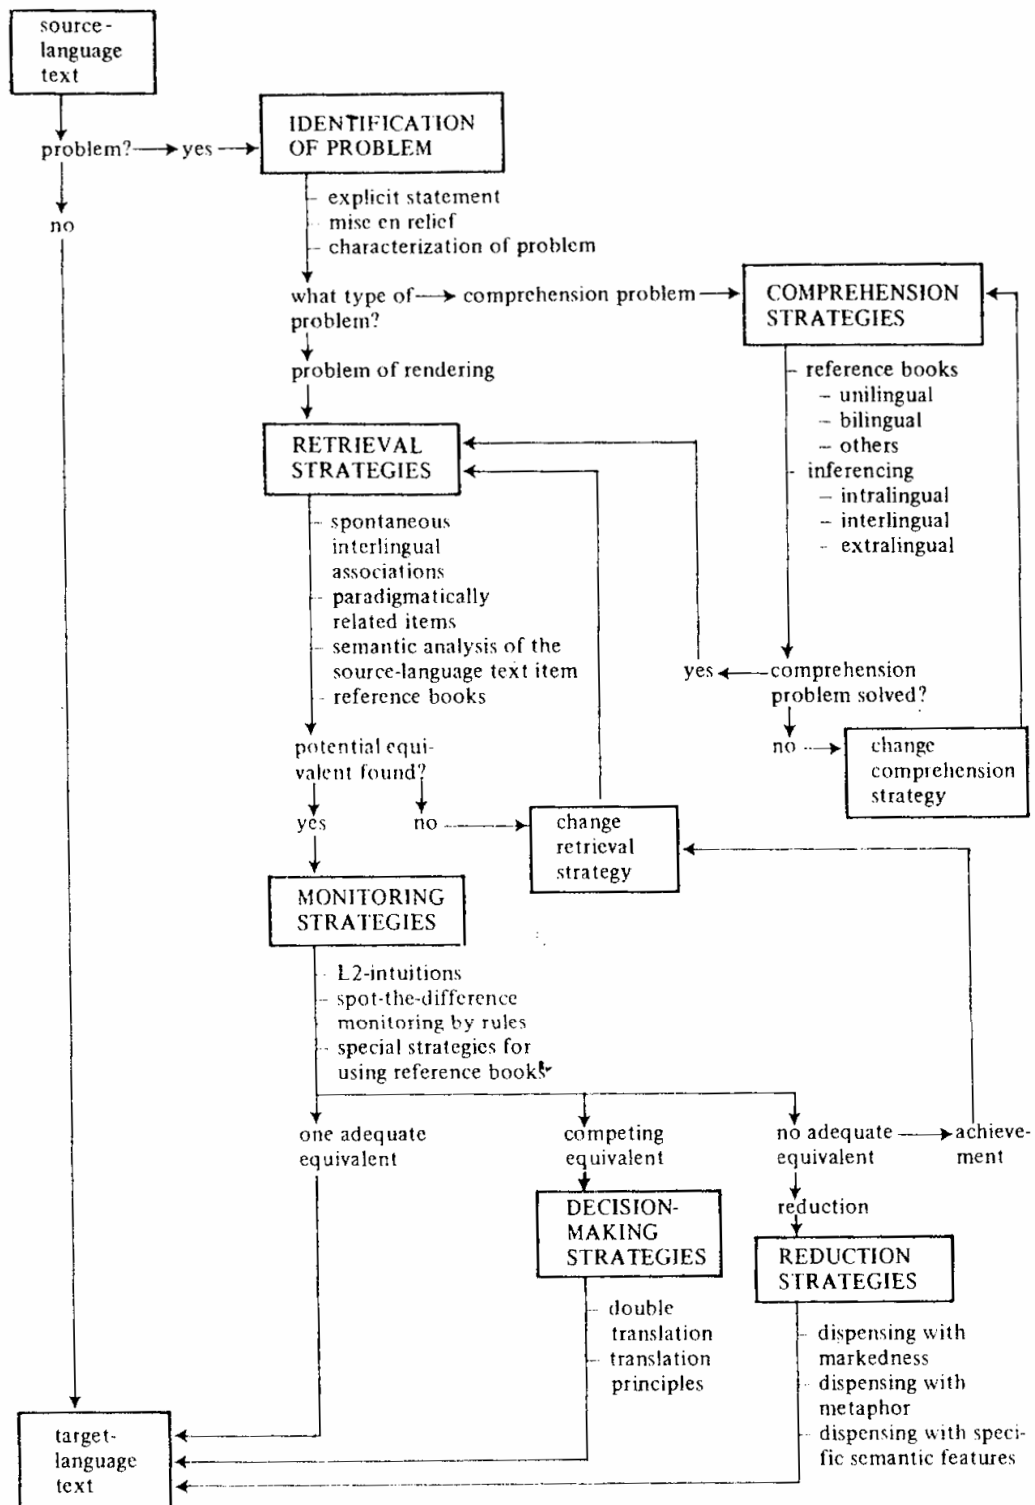 source-
language
text
problem?
yes
no
IDENTIFICATION
OF PROBLEM
explicit statement
mise en relief
characterization of problem
what type of
problem?
comprehension problem
COMPREHENSION
STRATEGIES
reference books
– unilingual
– bilingual
– others
inferencing
– intralingual
– interlingual
– extralingual
comprehension
problem solved?
yes
no
change
comprehension
strategy
problem of rendering
RETRIEVAL
STRATEGIES
spontaneous
interlingual
associations
paradigmatically
related items
semantic analysis of the
source-language text item
reference books
potential equi-
valent found?
yes
no
change
retrieval
strategy
MONITORING
STRATEGIES
L2-intuitions
spot-the-difference
monitoring by rules
special strategies for
using reference books
one adequate
equivalent
competing
equivalent
no adequate
equivalent
achieve-
ment
reduction
DECISION-
MAKING
STRATEGIES
double
translation
translation
principles
REDUCTION
STRATEGIES
dispensing with
markedness
dispensing with
metaphor
dispensing with speci-
fic semantic features
target-
language
text